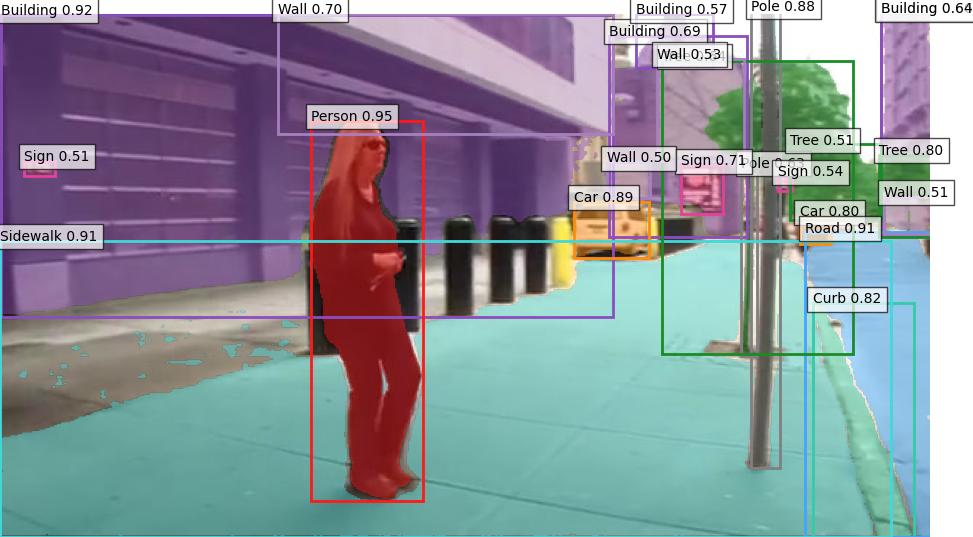 Building 0.92
Wall 0.70
Building 0.57
Pole 0.88
Building 0.64
Building 0.69
Wall 0.53
Person 0.95
Tree 0.51
Tree 0.80
Sign 0.51
Wall 0.50
Sign 0.71
Pole 0.63
Sign 0.54
Wall 0.51
Car 0.89
Car 0.80
Road 0.91
Sidewalk 0.91
Curb 0.82